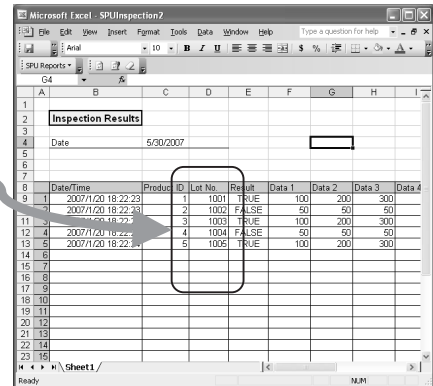 Microsoft Excel - SPUInspection2
File Edit View Insert Format Tools Data Window Help Type a question for help
Arial 10 B I U $ %
SPU Reports
G4 fx
A B C D E F G H I
1
2 Inspection Results
3
4 Date 5/30/2007
5
6
7
8 Date/Time Product ID Lot No. Result Data 1 Data 2 Data 3 Data 4
9 1 2007/1/20 18:22:23 1 1001 TRUE 100 200 300
10 2 2007/1/20 18:22:23 2 1002 FALSE 50 50 50
11 3 2007/1/20 18:22:23 3 1003 TRUE 100 200 300
12 4 2007/1/20 18:22: 4 1004 FALSE 50 50 50
13 5 2007/1/20 18:22:24 5 1005 TRUE 100 200 300
14 6
15 7
16 8
17 9
18 10
19 11
20 12
21 13
22 14
23 15
Sheet1
Ready NUM